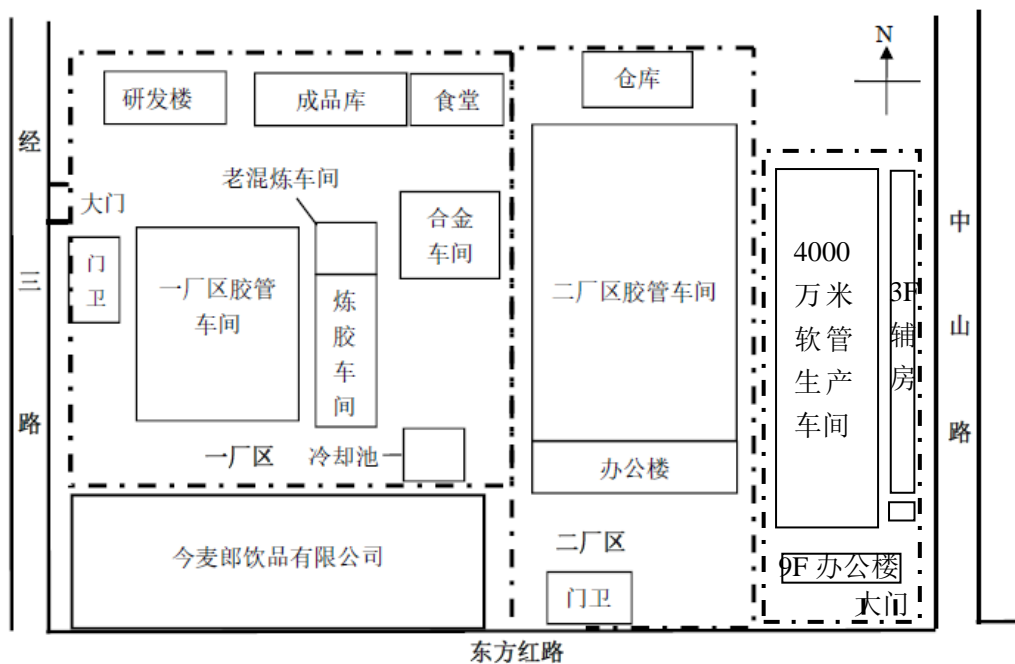 N
仓库
研发楼
成品库
食堂
经
三
路
老混炼车间
大门
合金
车间
门
卫
一厂区胶管
车间
炼
胶
车
间
二厂区胶管车间
4000
万米
软管
生产
车间
3F
辅
房
中
山
路
一厂区
冷却池
办公楼
今麦郎饮品有限公司
二厂区
门卫
9F 办公楼
大门
东方红路